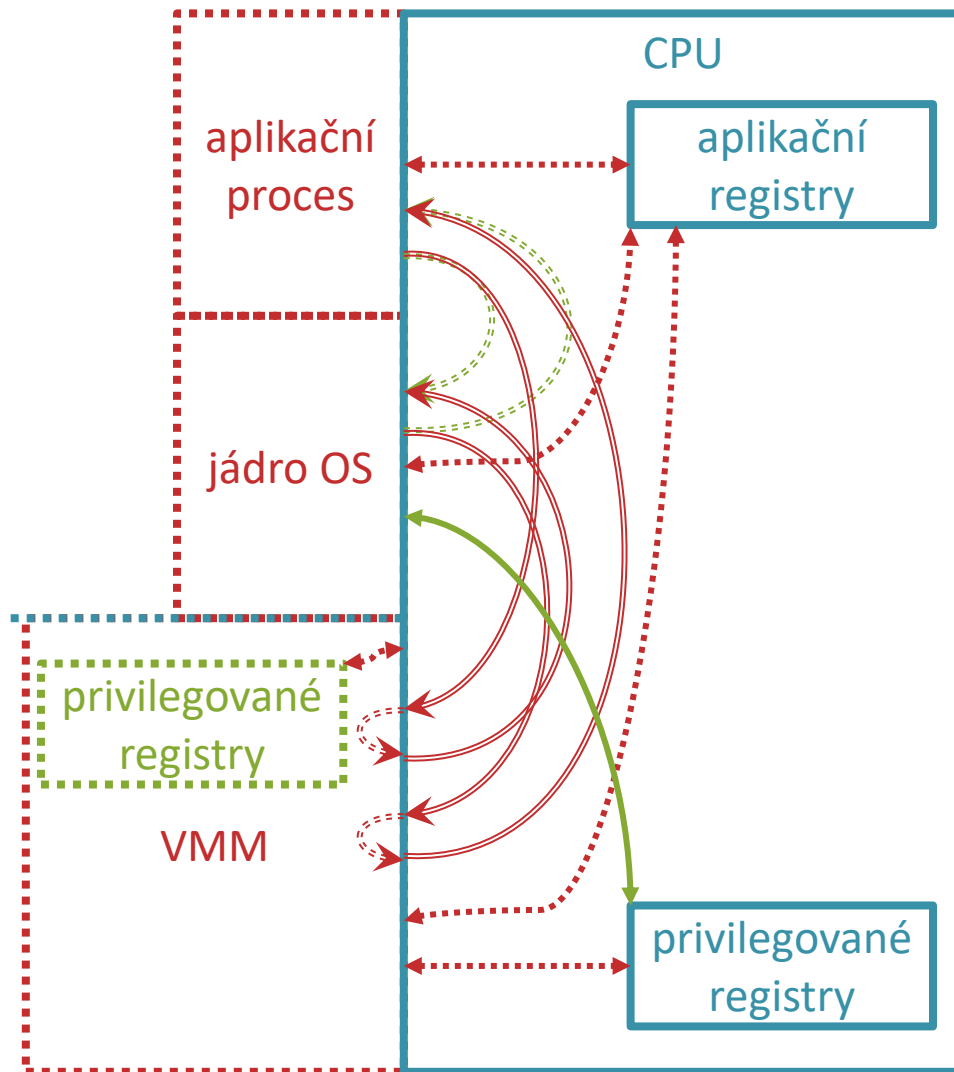 CPU
aplikační
proces
aplikační
registry
jádro OS
privilegované
registry
VMM
privilegované
registry